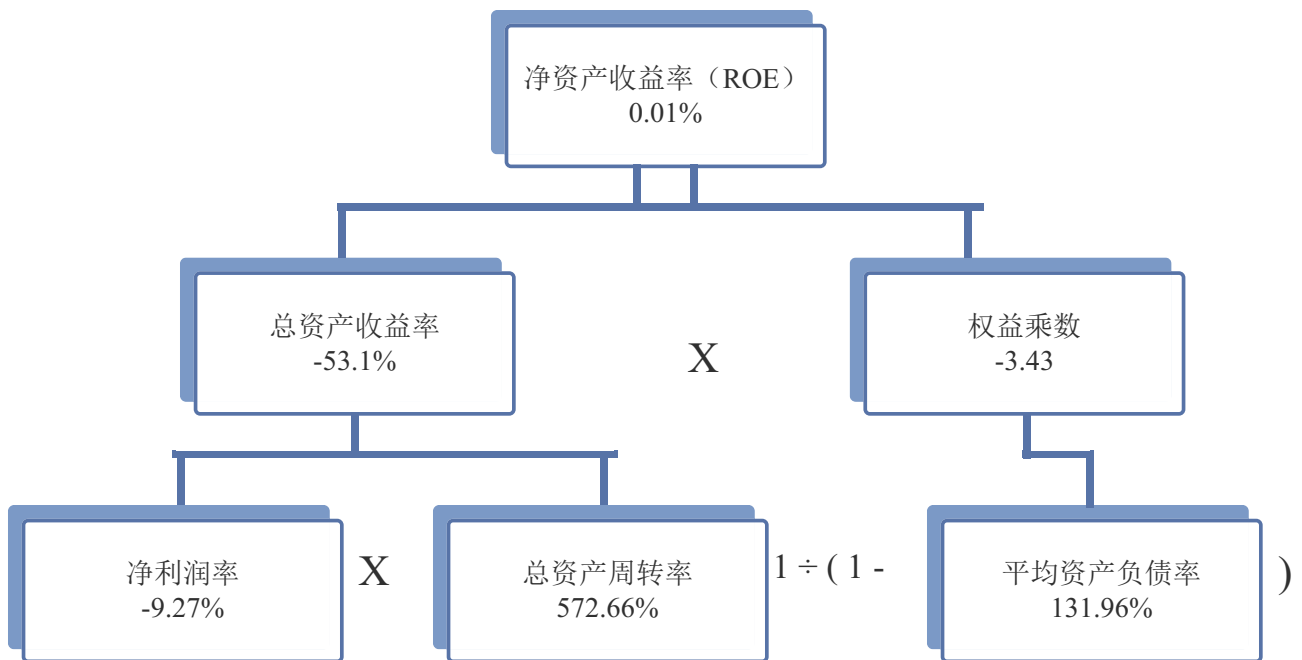 净资产收益率（ROE）
0.01%
总资产收益率
-53.1%
X
权益乘数
-3.43
净利润率
-9.27%
X
总资产周转率
572.66%
1 ÷ ( 1 -
平均资产负债率
131.96%
)